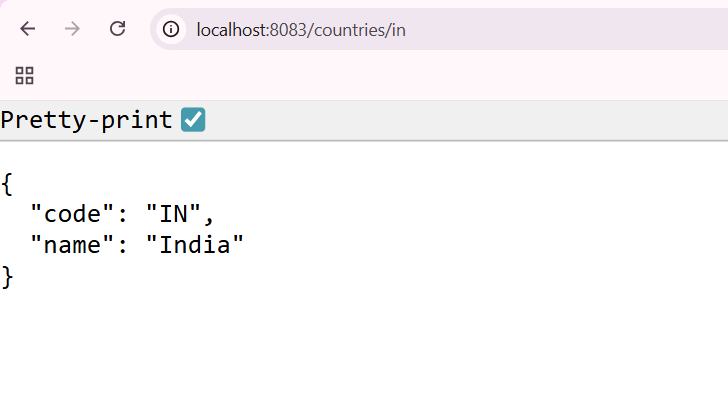 localhost:8083/countries/in
Pretty-print
{
  "code": "IN",
  "name": "India"
}